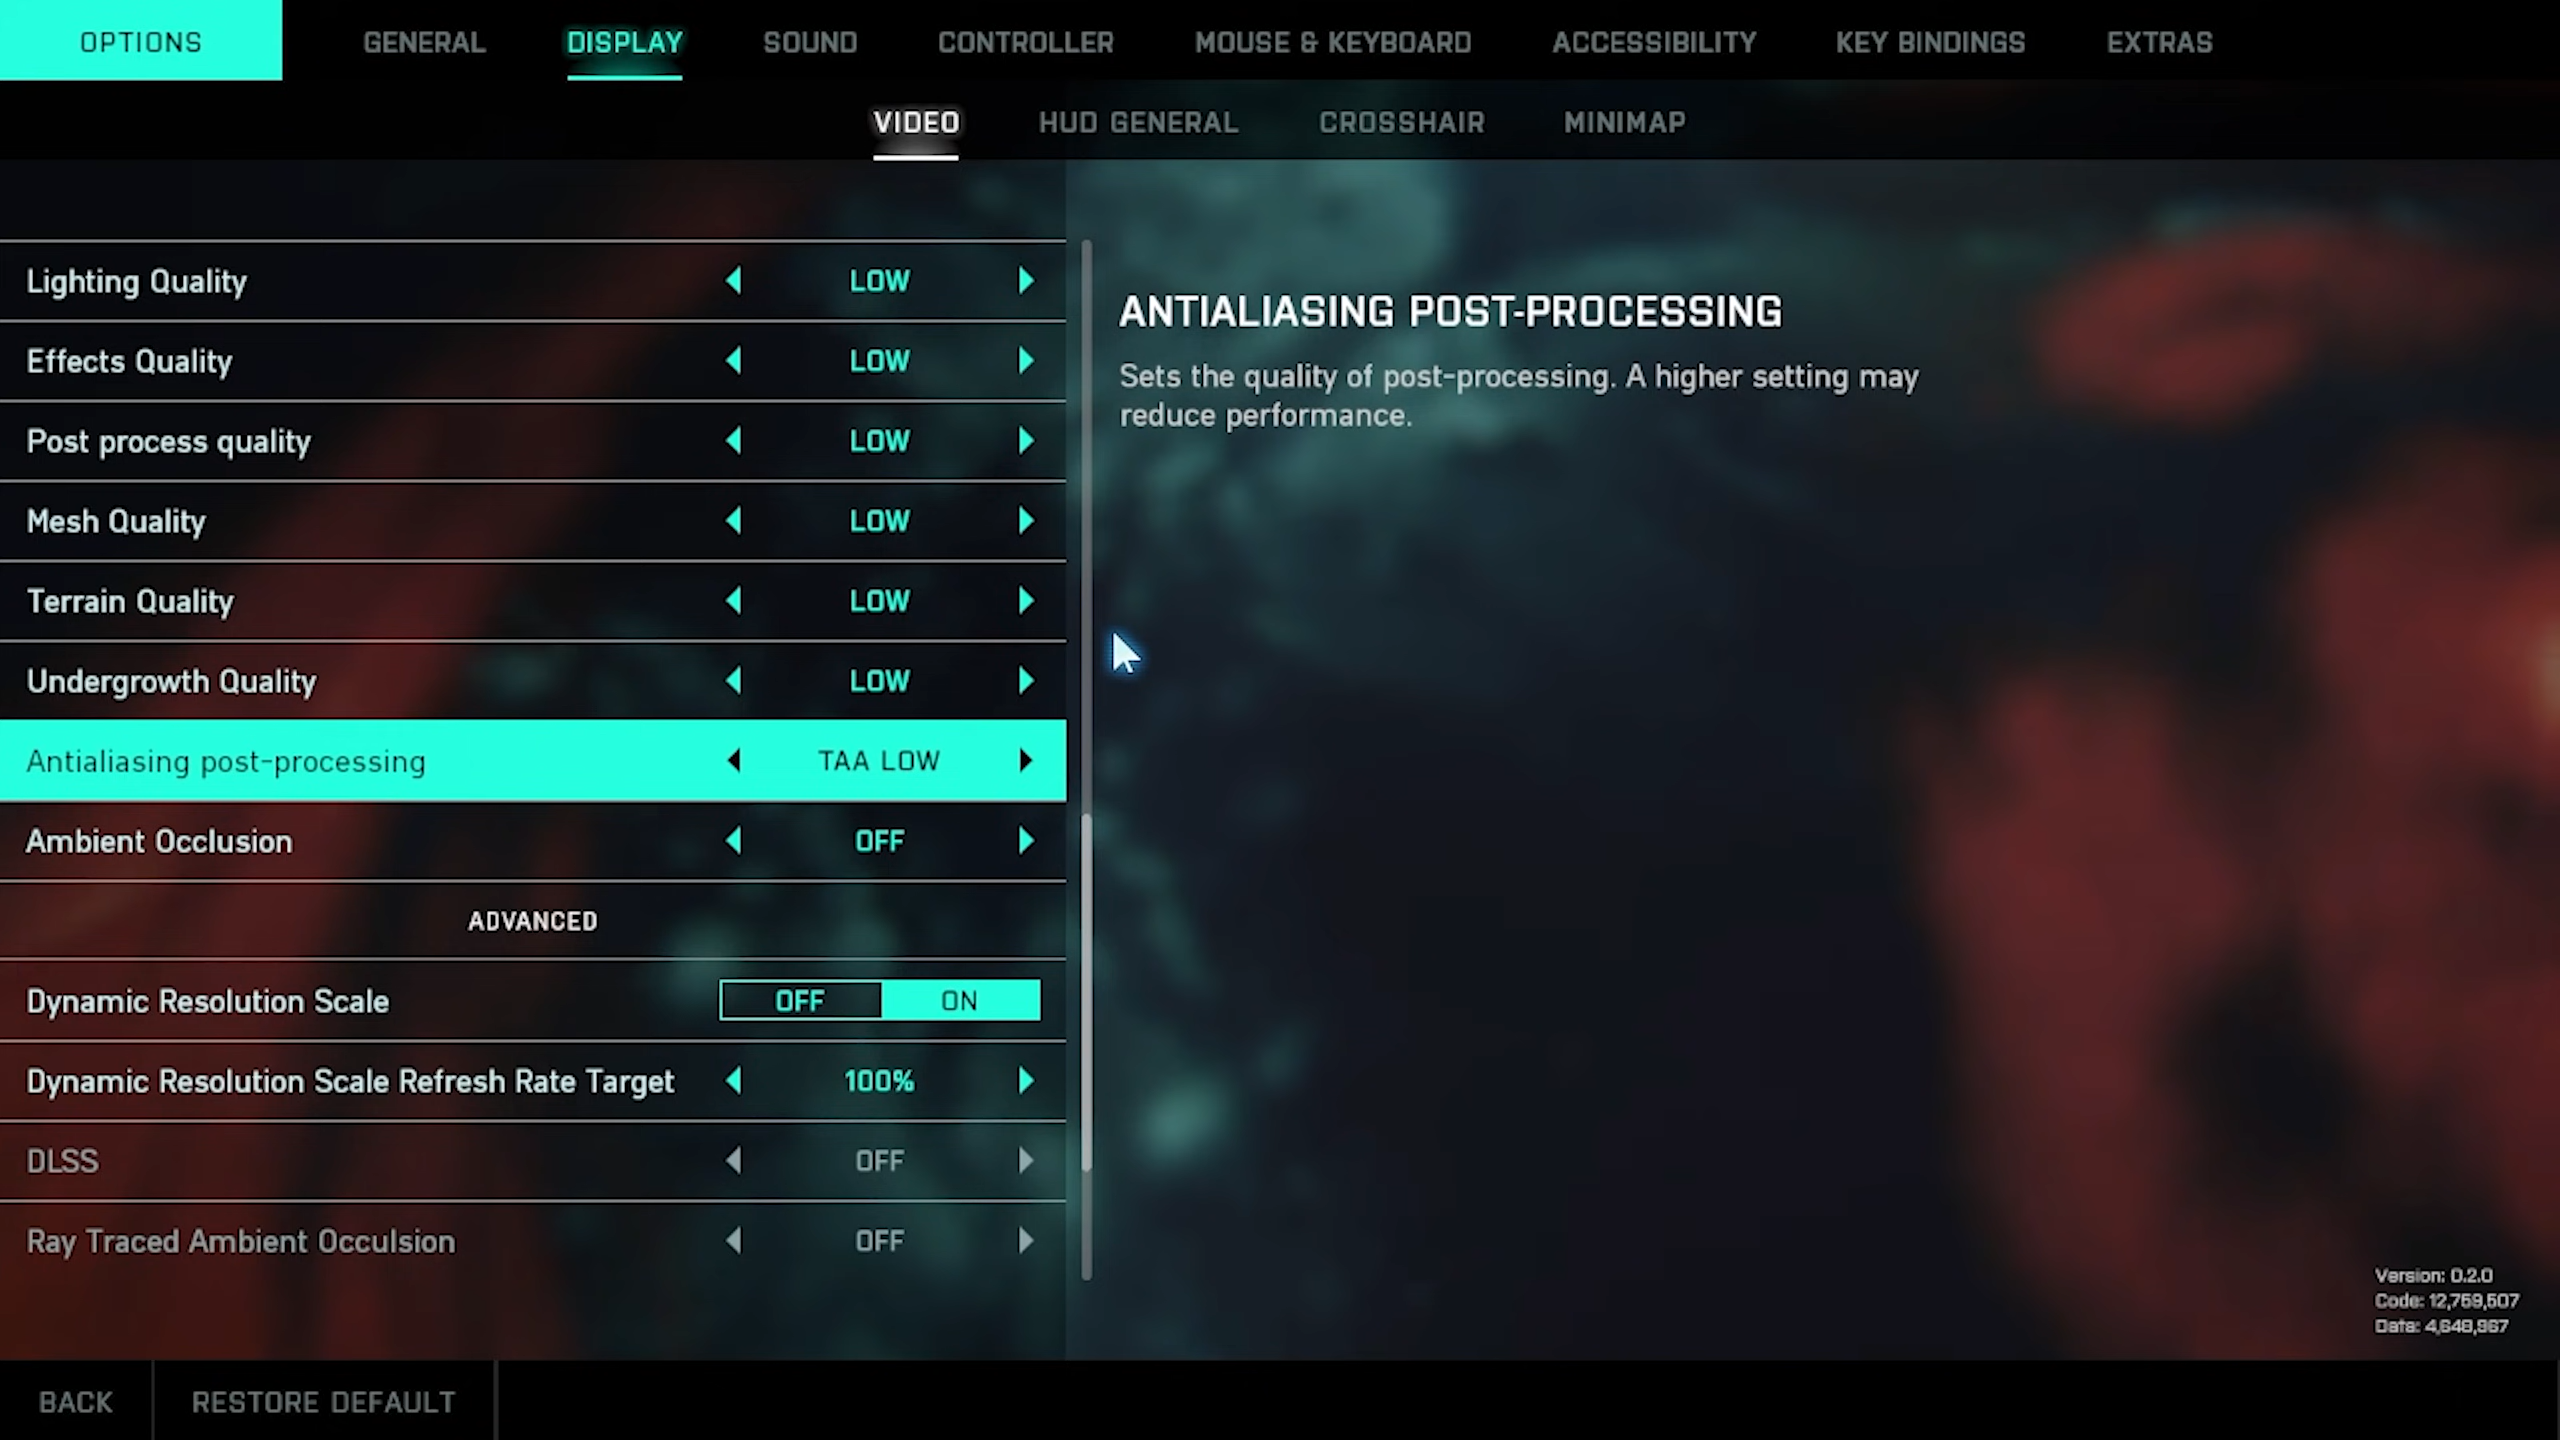 OPTIONS
GENERAL
DISPLAY
SOUND
CONTROLLER
MOUSE & KEYBOARD
ACCESSIBILITY
KEY BINDINGS
EXTRAS
VIDEO
HUD GENERAL
CROSSHAIR
MINIMAP
Lighting Quality LOW
Effects Quality LOW
Post process quality LOW
Mesh Quality LOW
Terrain Quality LOW
Undergrowth Quality LOW
Antialiasing post-processing TAA LOW
Ambient Occlusion OFF
ADVANCED
Dynamic Resolution Scale OFF ON
Dynamic Resolution Scale Refresh Rate Target 100%
DLSS OFF
Ray Traced Ambient Occulsion OFF
ANTIALIASING POST-PROCESSING
Sets the quality of post-processing. A higher setting may
reduce performance.
Version: 0.2.0
Code: 12,759,507
Data: 4,648,967
BACK
RESTORE DEFAULT